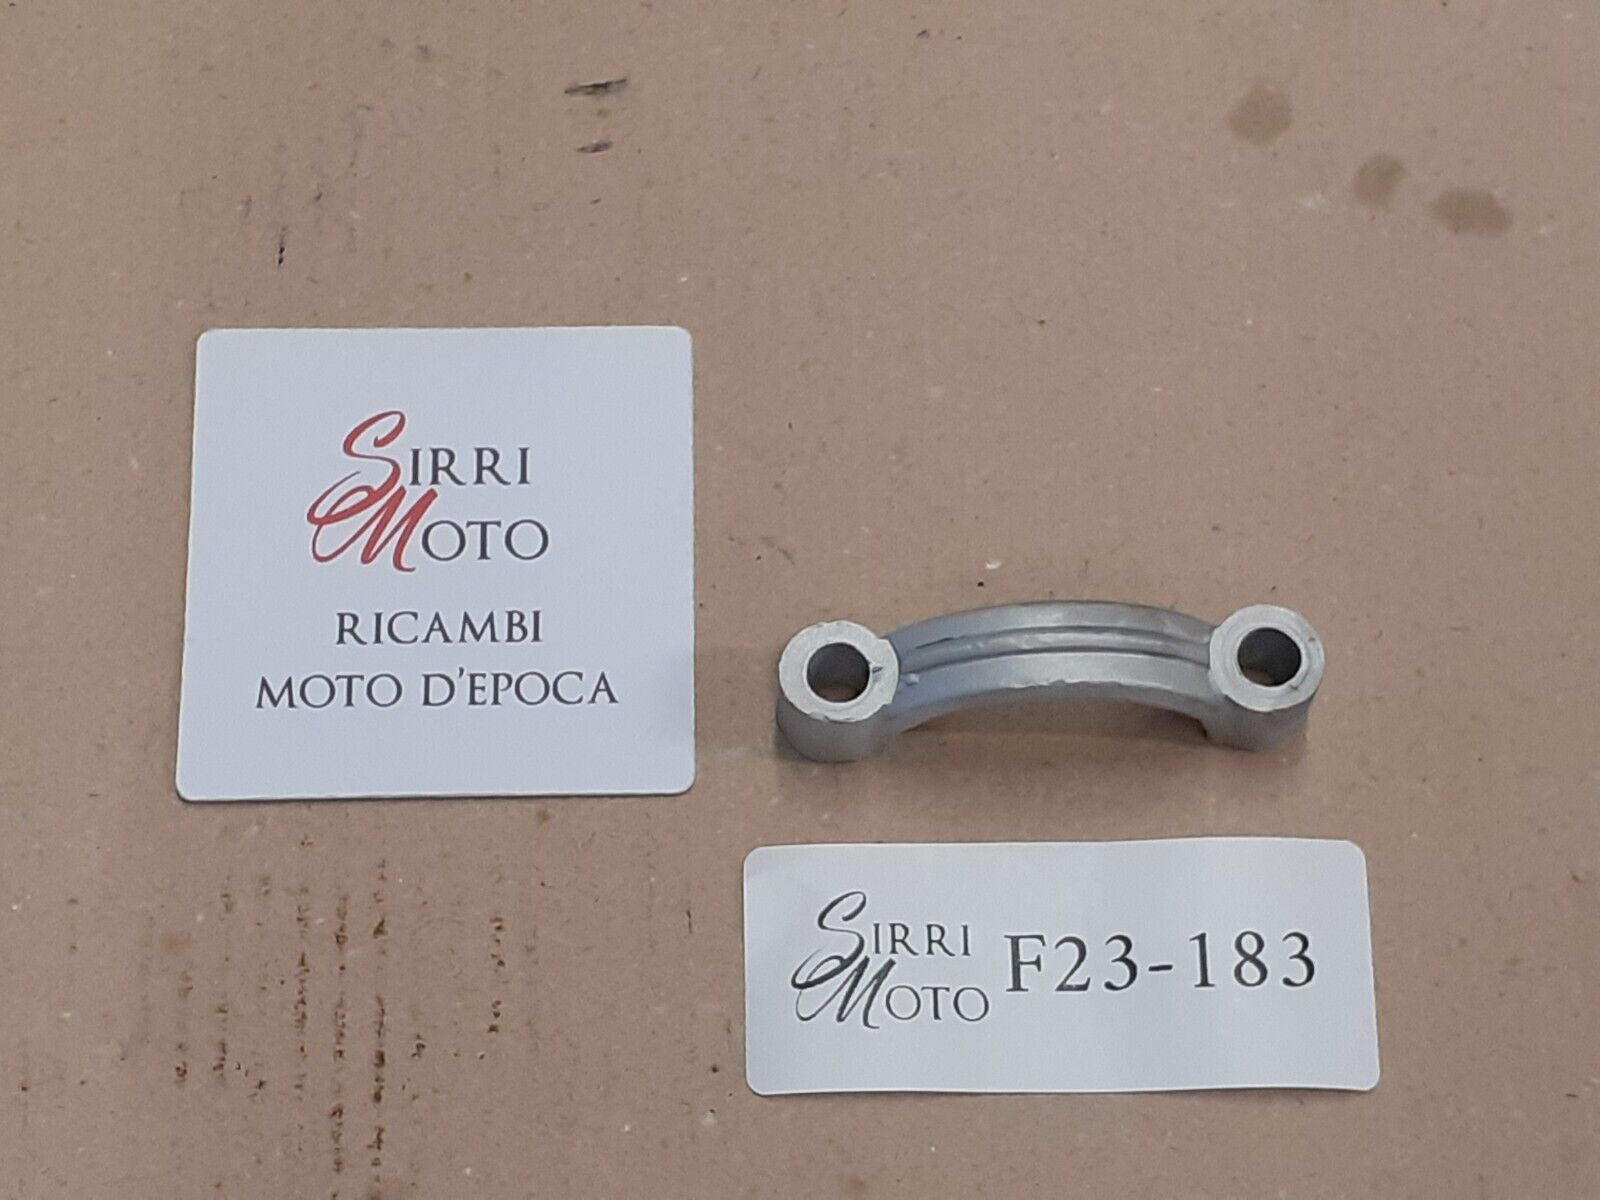 SIRRI
MOTO
RICAMBI
MOTO D'EPOCA
SIRRI
MOTO
F23-183